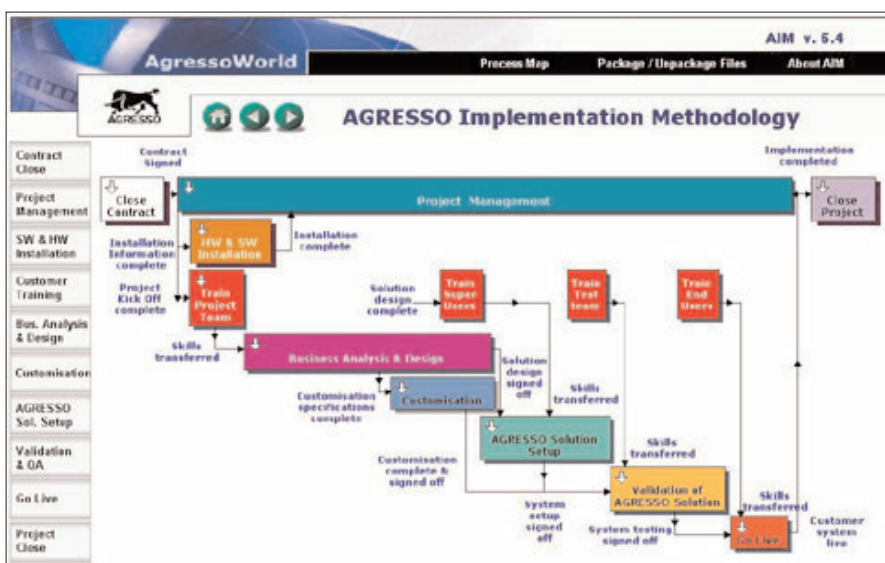 AIM v. 5.4
AgressoWorld
Process Map
Package / Unpackage Files
About AIM
AGRESSO
AGRESSO Implementation Methodology
Contract
Close
Project
Management
SW & HW
Installation
Customer
Training
Bus. Analysis
& Design
Customisation
AGRESSO
Sol. Setup
Validation
& QA
Go Live
Project
Close
Contract
Signed
Implementation
completed
Close
Contract
Project Management
Close
Project
Installation
Information
complete
HW & SW
Installation
Installation
complete
Project
Kick Off
complete
Train
Project
Team
Solution
design
complete
Train
Super
Users
Train
Test
team
Train
End
Users
Skills
transferred
Business Analysis & Design
Solution
design
signed
off
Customisation
specifications
complete
Customisation
Skills
transferred
AGRESSO Solution
Setup
Customisation
complete &
signed off
Skills
transferred
System
setup
signed
off
Validation of
AGRESSO Solution
System testing
signed off
Skills
transferred
Go Live
Customer
system
live